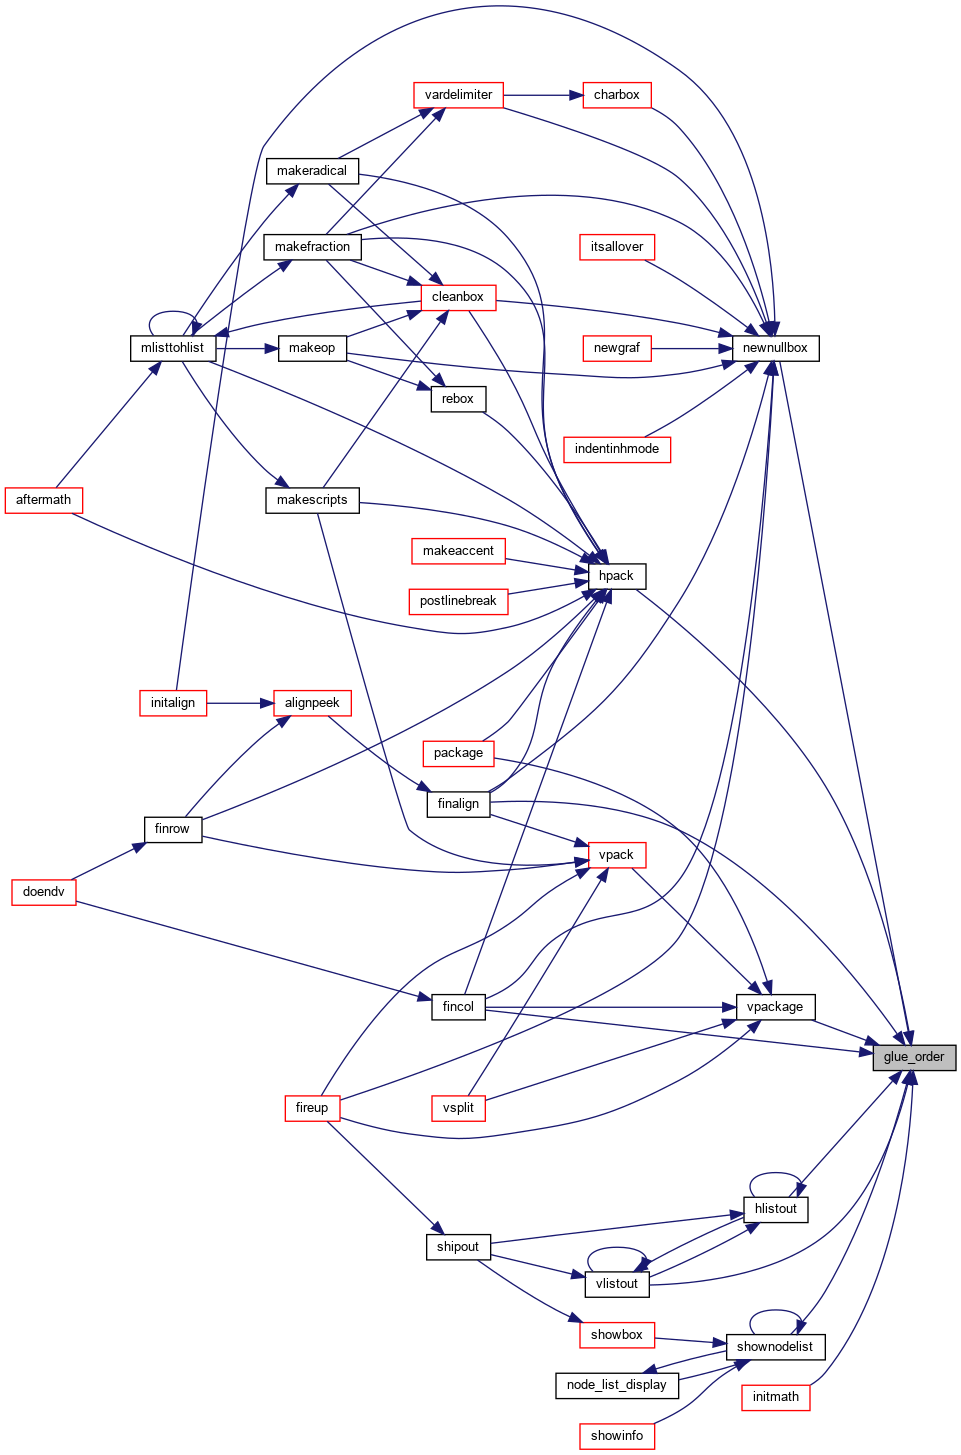 vardelimiter
charbox
makeradical
makefraction
itsallover
cleanbox
mlisttohlist
makeop
newgraf
newnullbox
rebox
indentinhmode
aftermath
makescripts
makeaccent
hpack
postlinebreak
initalign
alignpeek
package
finalign
finrow
vpack
doendv
fincol
vpackage
glue_order
fireup
vsplit
hlistout
shipout
vlistout
showbox
shownodelist
node_list_display
initmath
showinfo